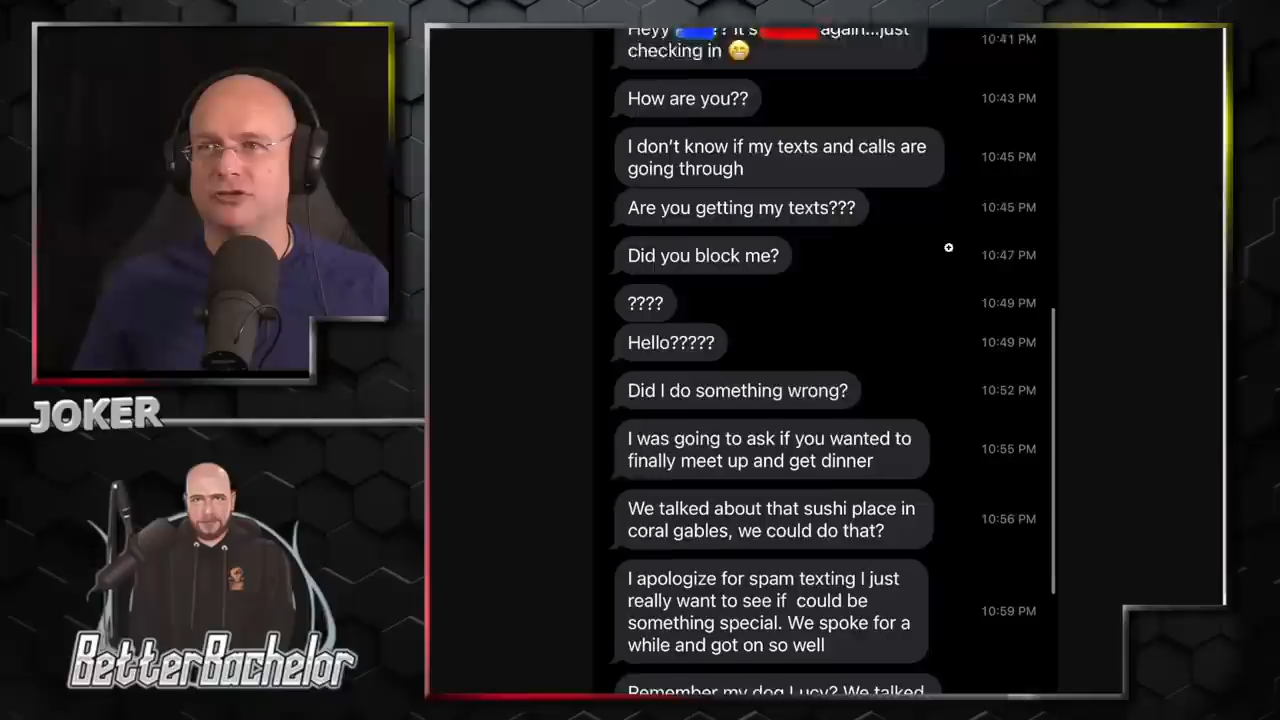 Heyy ?? It's again...just
checking in 😁
10:41 PM
How are you??
10:43 PM
I don't know if my texts and calls are
going through
10:45 PM
Are you getting my texts???
10:45 PM
Did you block me?
10:47 PM
????
10:49 PM
Hello?????
10:49 PM
Did I do something wrong?
10:52 PM
I was going to ask if you wanted to
finally meet up and get dinner
10:55 PM
We talked about that sushi place in
coral gables, we could do that?
10:56 PM
I apologize for spam texting I just
really want to see if could be
something special. We spoke for a
while and got on so well
10:59 PM
Remember my dog Lucy? We talked
JOKER
BetterBachelor